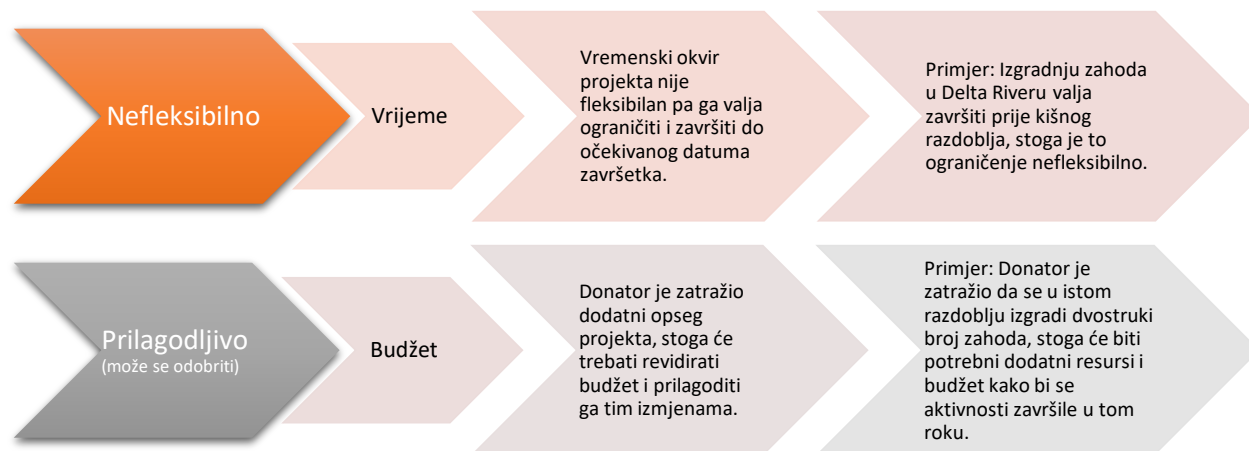 Nefleksibilno
Vrijeme
Vremenski okvir
projekta nije
fleksibilan pa ga valja
ograničiti i završiti do
očekivanog datuma
završetka.
Primjer: Izgradnju zahoda
u Delta Riveru valja
završiti prije kišnog
razdoblja, stoga je to
ograničenje nefleksibilno.
Prilagodljivo
(može se odobriti)
Budžet
Donator je zatražio
dodatni opseg
projekta, stoga će
trebati revidirati
budžet i prilagoditi
ga tim izmjenama.
Primjer: Donator je
zatražio da se u istom
razdoblju izgradi dvostruki
broj zahoda, stoga će biti
potrebni dodatni resursi i
budžet kako bi se
aktivnosti završile u tom
roku.